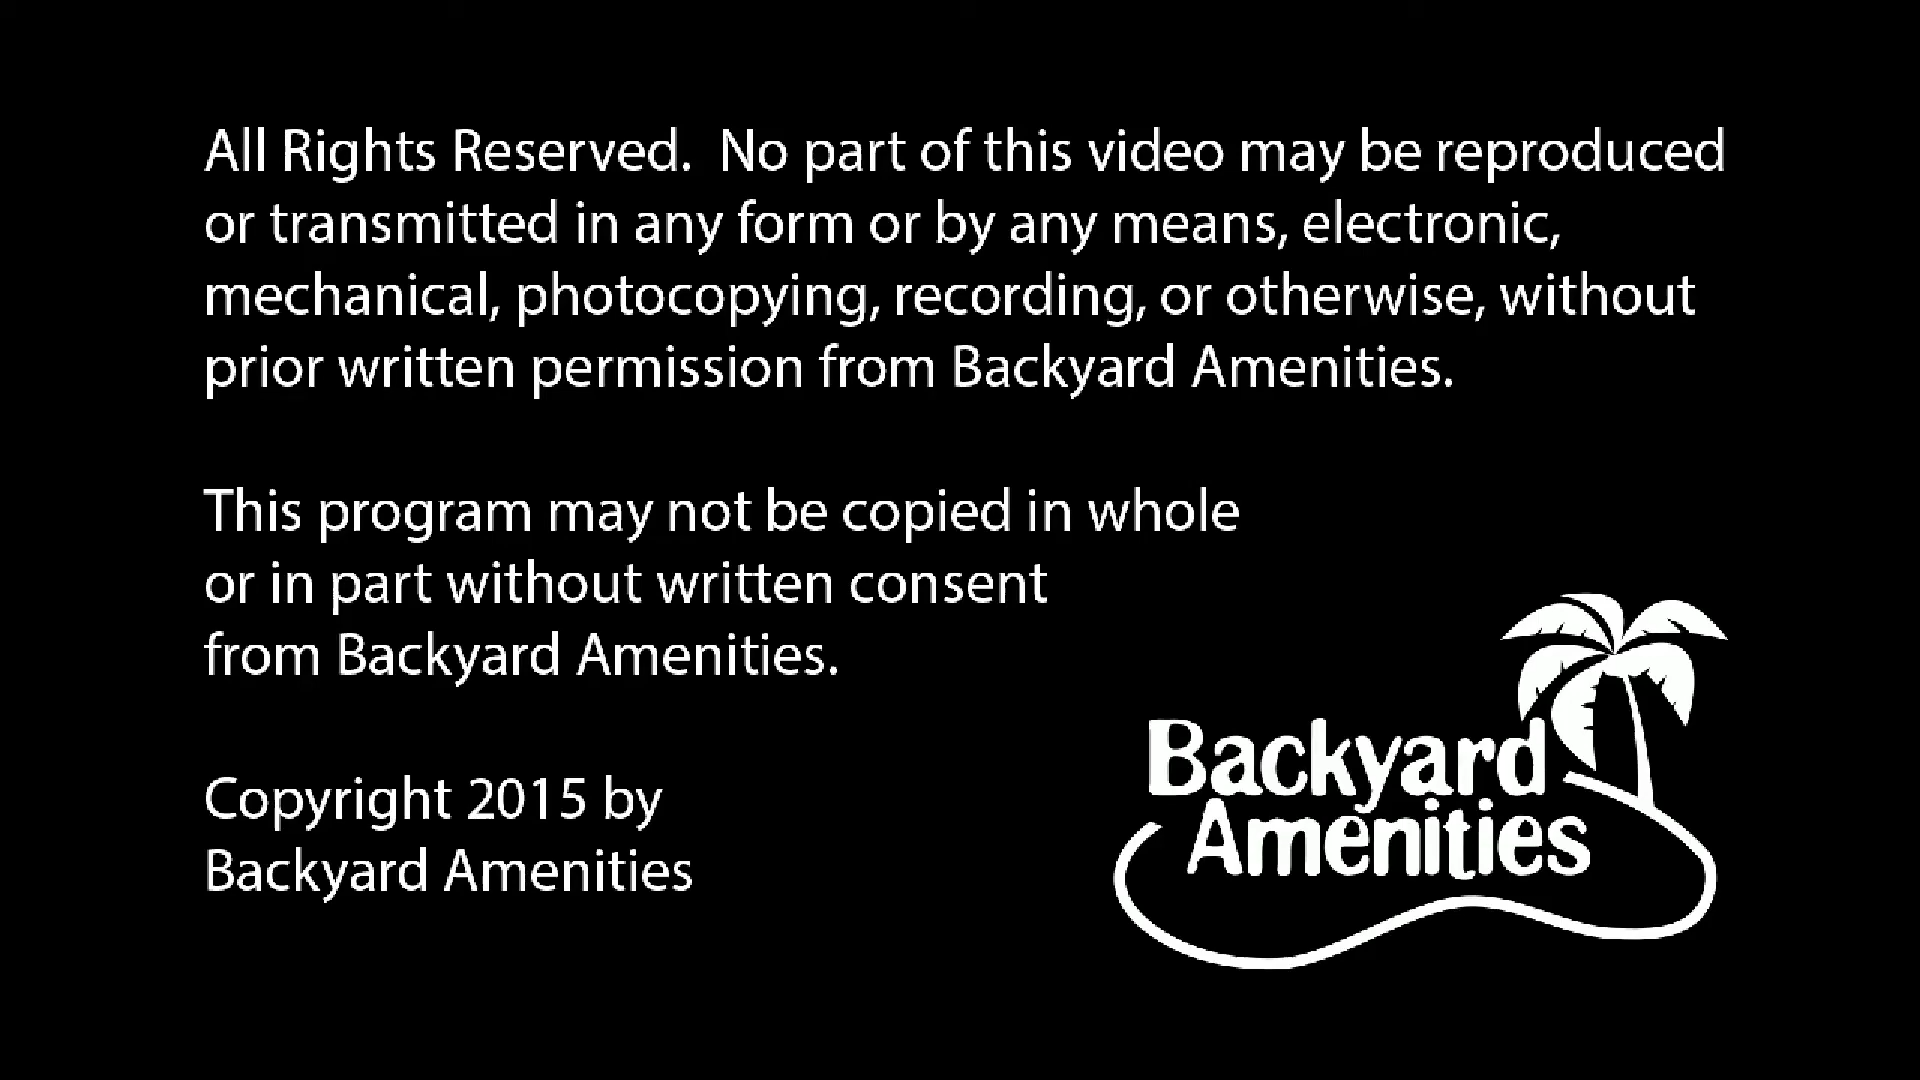 All Rights Reserved.  No part of this video may be reproduced
or transmitted in any form or by any means, electronic,
mechanical, photocopying, recording, or otherwise, without
prior written permission from Backyard Amenities.
This program may not be copied in whole
or in part without written consent
from Backyard Amenities.
Copyright 2015 by
Backyard Amenities
Backyard
Amenities